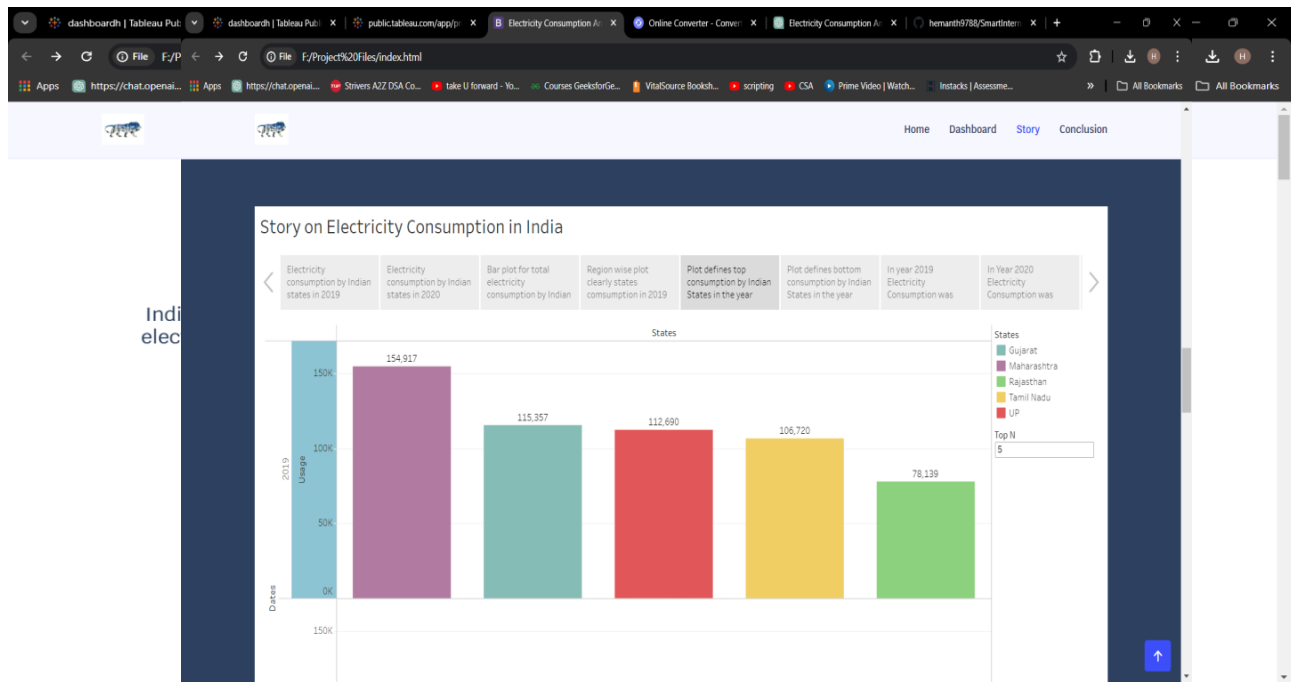 dashboardh | Tableau Pub
dashboardh | Tableau Publ
public.tableau.com/app/pr
Electricity Consumption An
Online Converter - Convert
Electricity Consumption An
hemanth9788/SmartIntern
File
F:/P
File
F:/Project%20Files/index.html
Apps
https://chat.openai...
Apps
https://chat.openai...
Strivers A2Z DSA Co...
take U forward - Yo...
Courses GeeksforGe...
VitalSource Booksh...
scripting
CSA
Prime Video | Watch...
Instacks | Assessme...
»
All Bookmarks
All Bookmarks
Home
Dashboard
Story
Conclusion
Indi
elec
Story on Electricity Consumption in India
Electricity
consumption by Indian
states in 2019
Electricity
consumption by Indian
states in 2020
Bar plot for total
electricity
consumption by Indian
Region wise plot
clearly states
comsumption in 2019
Plot defines top
consumption by Indian
States in the year
Plot defines bottom
consumption by Indian
States in the year
In year 2019
Electricity
Consumption was
In Year 2020
Electricity
Consumption was
States
154,917
115,357
112,690
106,720
78,139
150K
100K
50K
0K
150K
2019
Usage
Dates
States
Gujarat
Maharashtra
Rajasthan
Tamil Nadu
UP
Top N
5